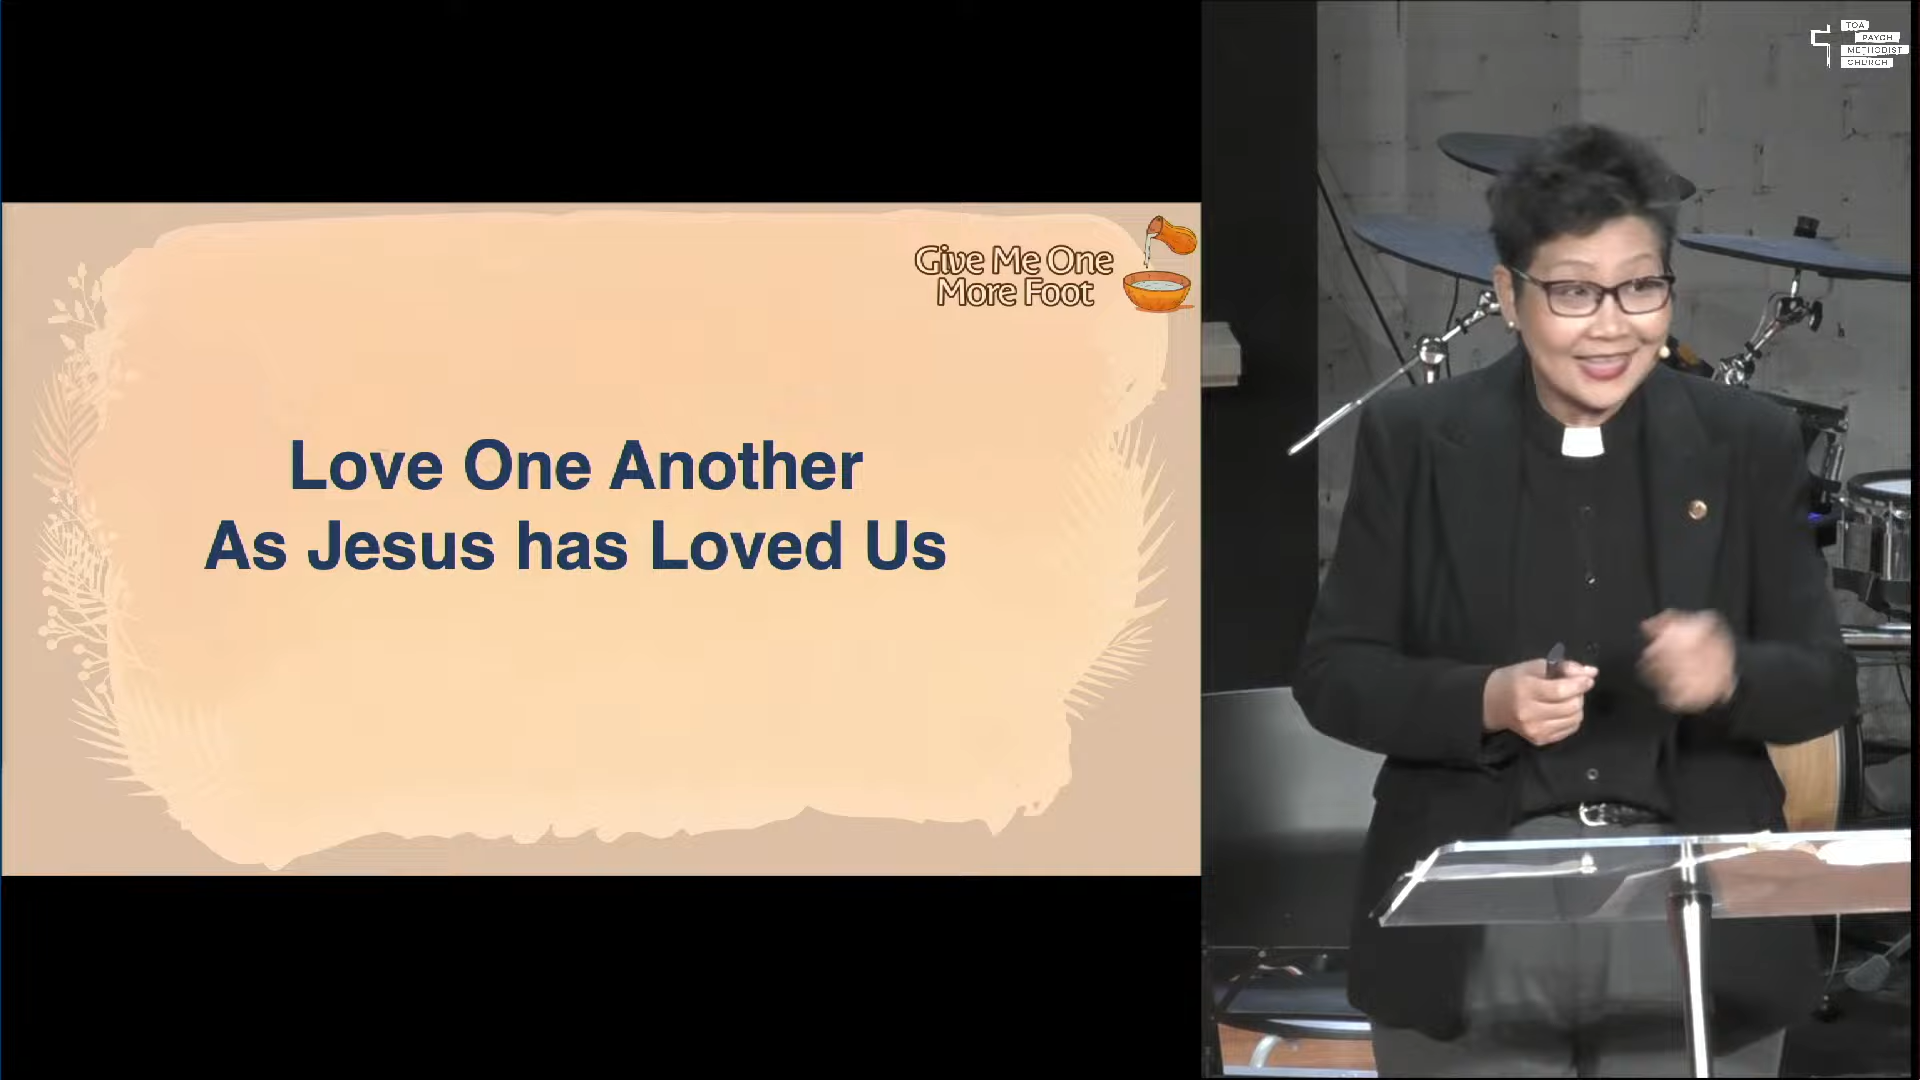 Give Me One
More Foot
Love One Another
As Jesus has Loved Us
TOA
PAYOH
METHODIST
CHURCH